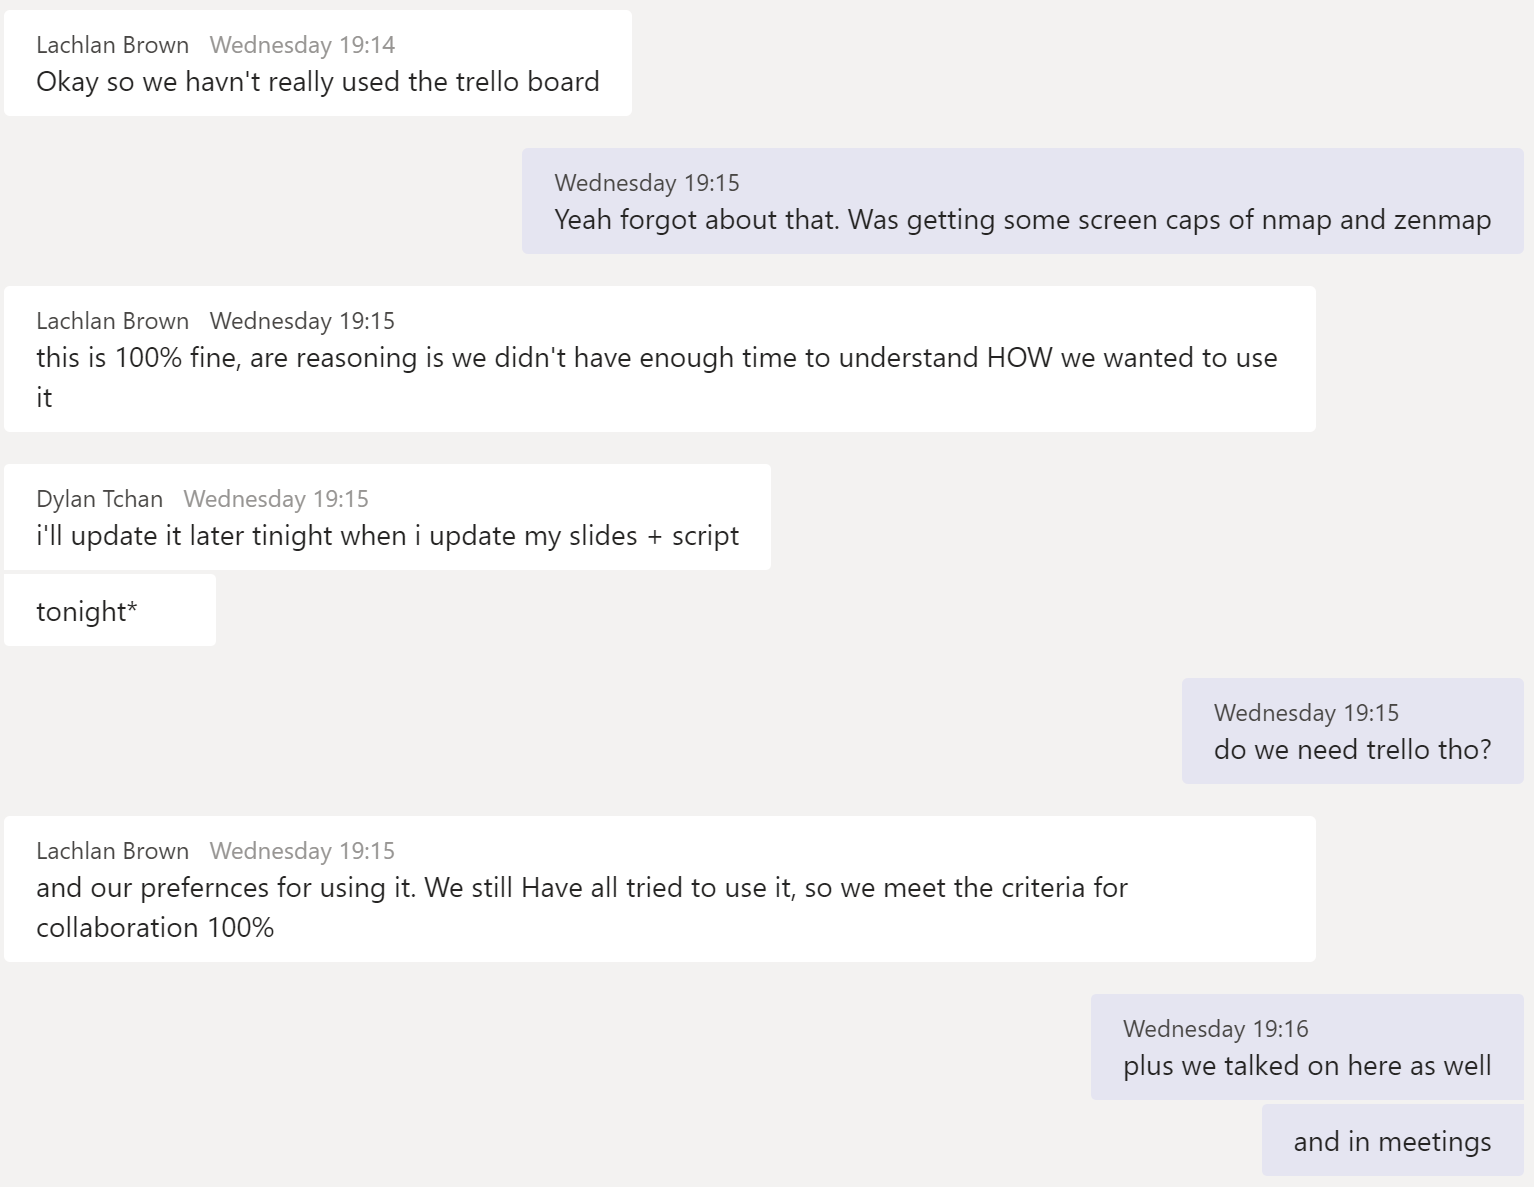 Lachlan Brown Wednesday 19:14
Okay so we havn't really used the trello board
Wednesday 19:15
Yeah forgot about that. Was getting some screen caps of nmap and zenmap
Lachlan Brown Wednesday 19:15
this is 100% fine, are reasoning is we didn't have enough time to understand HOW we wanted to use
it
Dylan Tchan Wednesday 19:15
i'll update it later tinight when i update my slides + script
tonight*
Wednesday 19:15
do we need trello tho?
Lachlan Brown Wednesday 19:15
and our prefernces for using it. We still Have all tried to use it, so we meet the criteria for
collaboration 100%
Wednesday 19:16
plus we talked on here as well
and in meetings